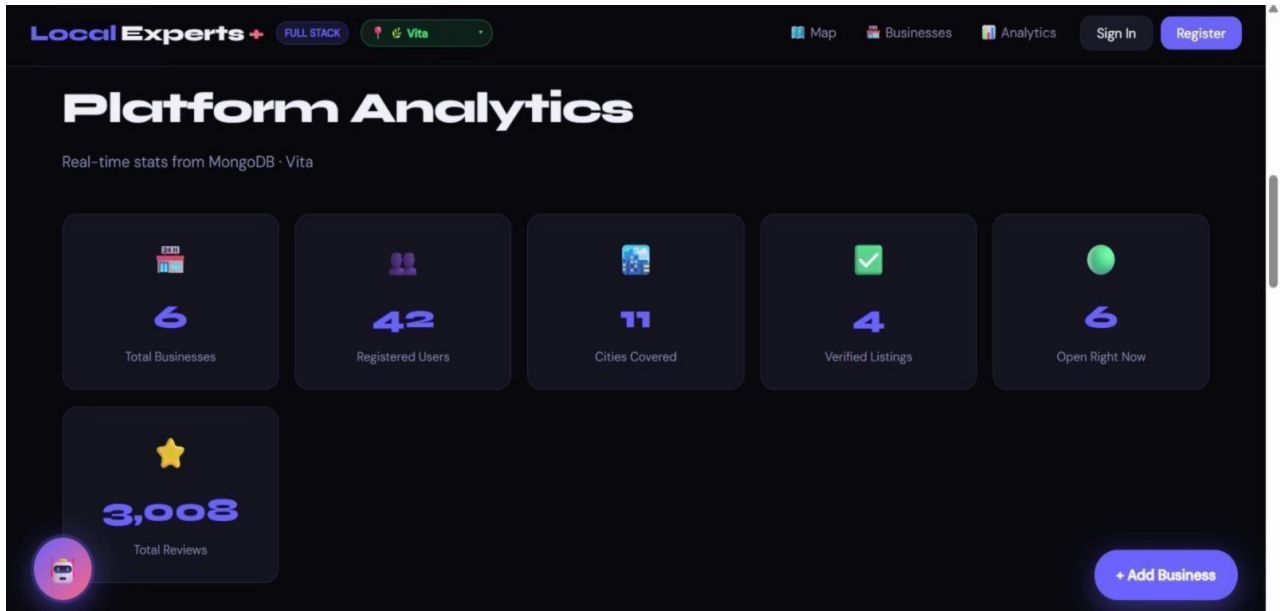 Local Experts + FULL STACK Vita Map Businesses Analytics Sign In Register
Platform Analytics
Real-time stats from MongoDB · Vita
24 H
6 42 11 4 6
Total Businesses Registered Users Cities Covered Verified Listings Open Right Now
3,008
Total Reviews
+ Add Business